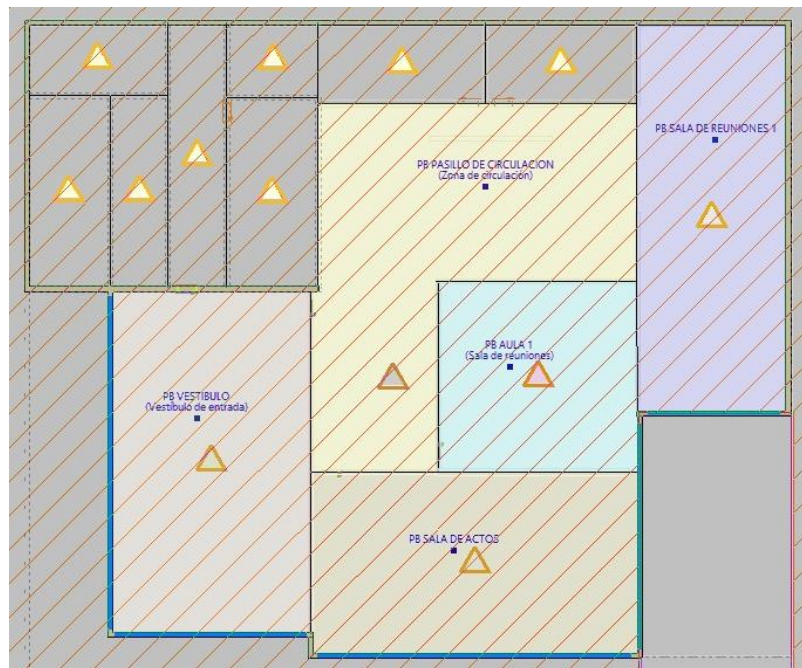 PB SALA DE REUNIONES 1
PB PASILLO DE CIRCULACION
(Zona de circulación)
PB AULA 1
(Sala de reuniones)
PB VESTÍBULO
(Vestíbulo de entrada)
PB SALA DE ACTOS